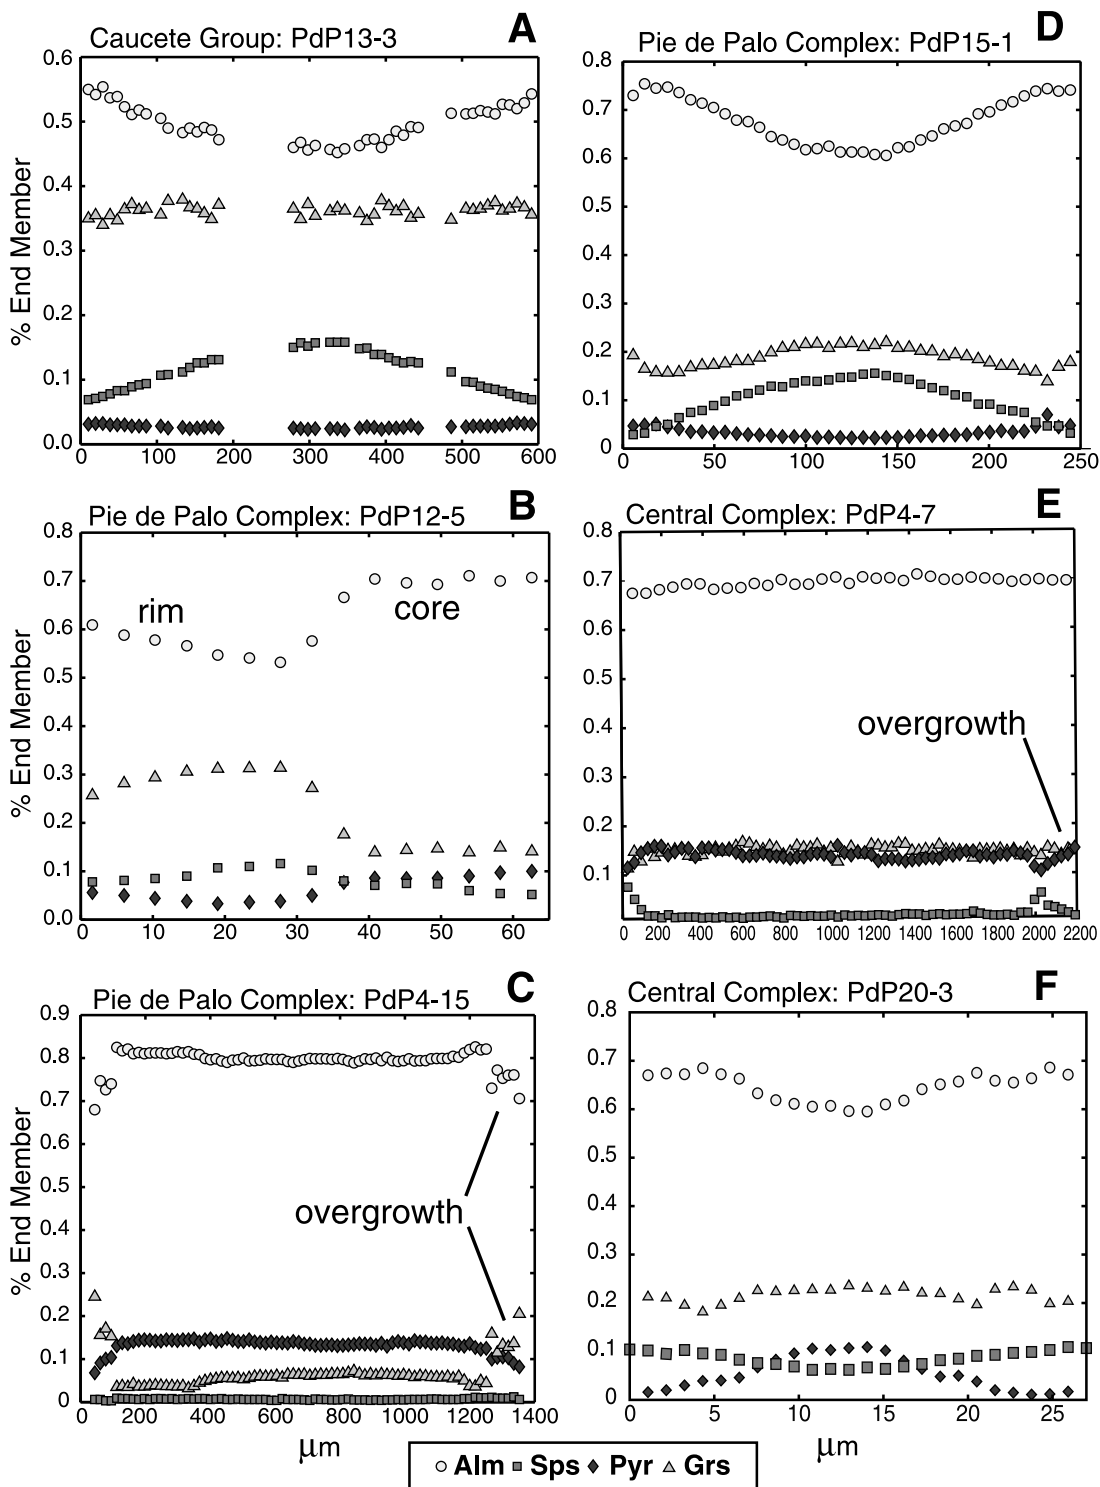 Caucete Group: PdP13-3
A
% End Member
0.6
0.5
0.4
0.3
0.2
0.1
0.0
0 100 200 300 400 500 600
Pie de Palo Complex: PdP12-5
B
% End Member
0.8
0.7
0.6
0.5
0.4
0.3
0.2
0.1
0.0
rim
core
0 10 20 30 40 50 60
Pie de Palo Complex: PdP4-15
C
% End Member
0.9
0.8
0.7
0.6
0.5
0.4
0.3
0.2
0.1
0
overgrowth
0 200 400 600 800 1000 1200 1400
μm
Pie de Palo Complex: PdP15-1
D
0.8
0.7
0.6
0.5
0.4
0.3
0.2
0.1
0
0 50 100 150 200 250
Central Complex: PdP4-7
E
0.8
0.7
0.6
0.5
0.4
0.3
0.2
0.1
overgrowth
0 200 400 600 800 1000 1200 1400 1600 1800 2000 2200
Central Complex: PdP20-3
F
0.8
0.7
0.6
0.5
0.4
0.3
0.2
0.1
0
0 5 10 15 20 25
μm
Alm Sps Pyr Grs